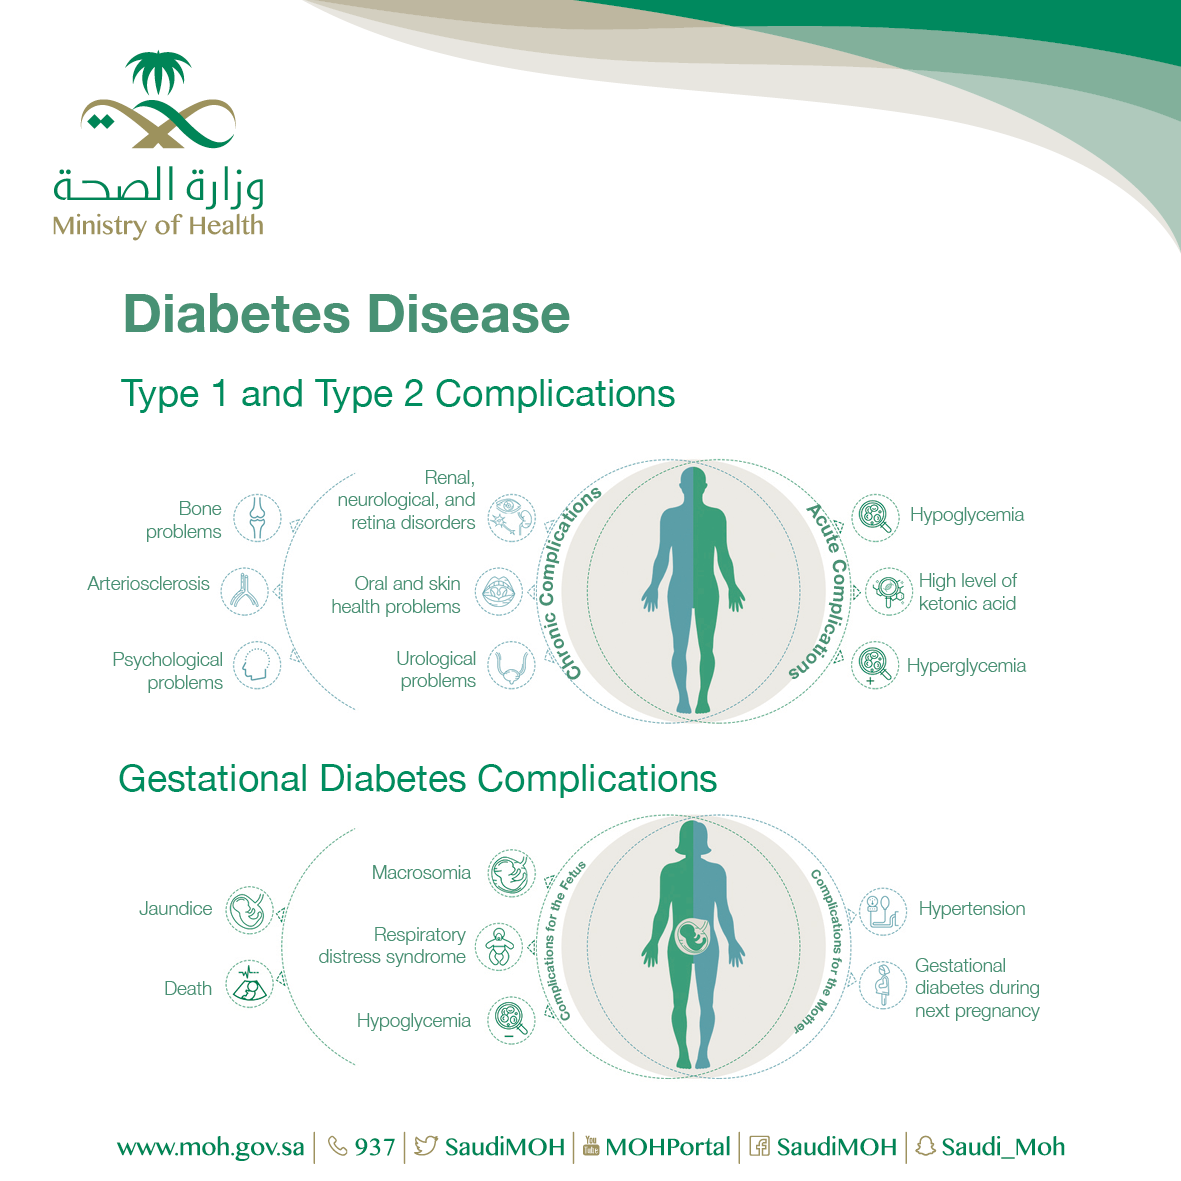 وزارة الصحة
Ministry of Health
Diabetes Disease
Type 1 and Type 2 Complications
Bone
problems
Arteriosclerosis
Psychological
problems
Renal,
neurological, and
retina disorders
Oral and skin
health problems
Urological
problems
Chronic Complications
Acute Complications
Hypoglycemia
High level of
ketonic acid
Hyperglycemia
Gestational Diabetes Complications
Jaundice
Death
Macrosomia
Respiratory
distress syndrome
Hypoglycemia
Complications for the Fetus
Complications for the Mother
Hypertension
Gestational
diabetes during
next pregnancy
www.moh.gov.sa | 937 | SaudiMOH | MOHPortal | SaudiMOH | Saudi_Moh